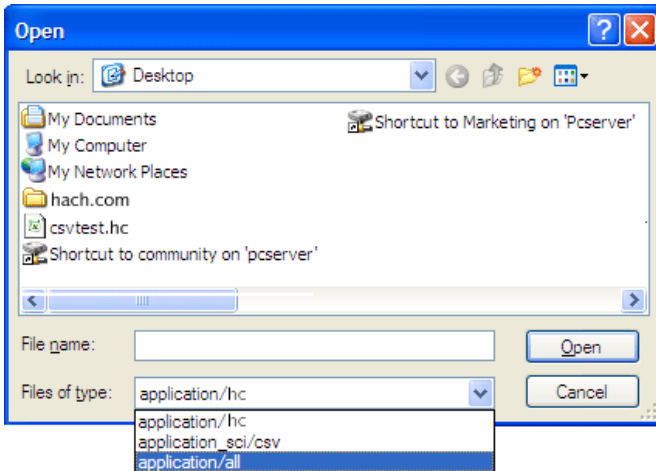 Open
Look in: Desktop
My Documents
My Computer
My Network Places
hach.com
csvtest.hc
Shortcut to community on 'pcserver'
Shortcut to Marketing on 'Pcserver'
File name:
Open
Files of type: application/hc
Cancel
application/hc
application_sci/csv
application/all